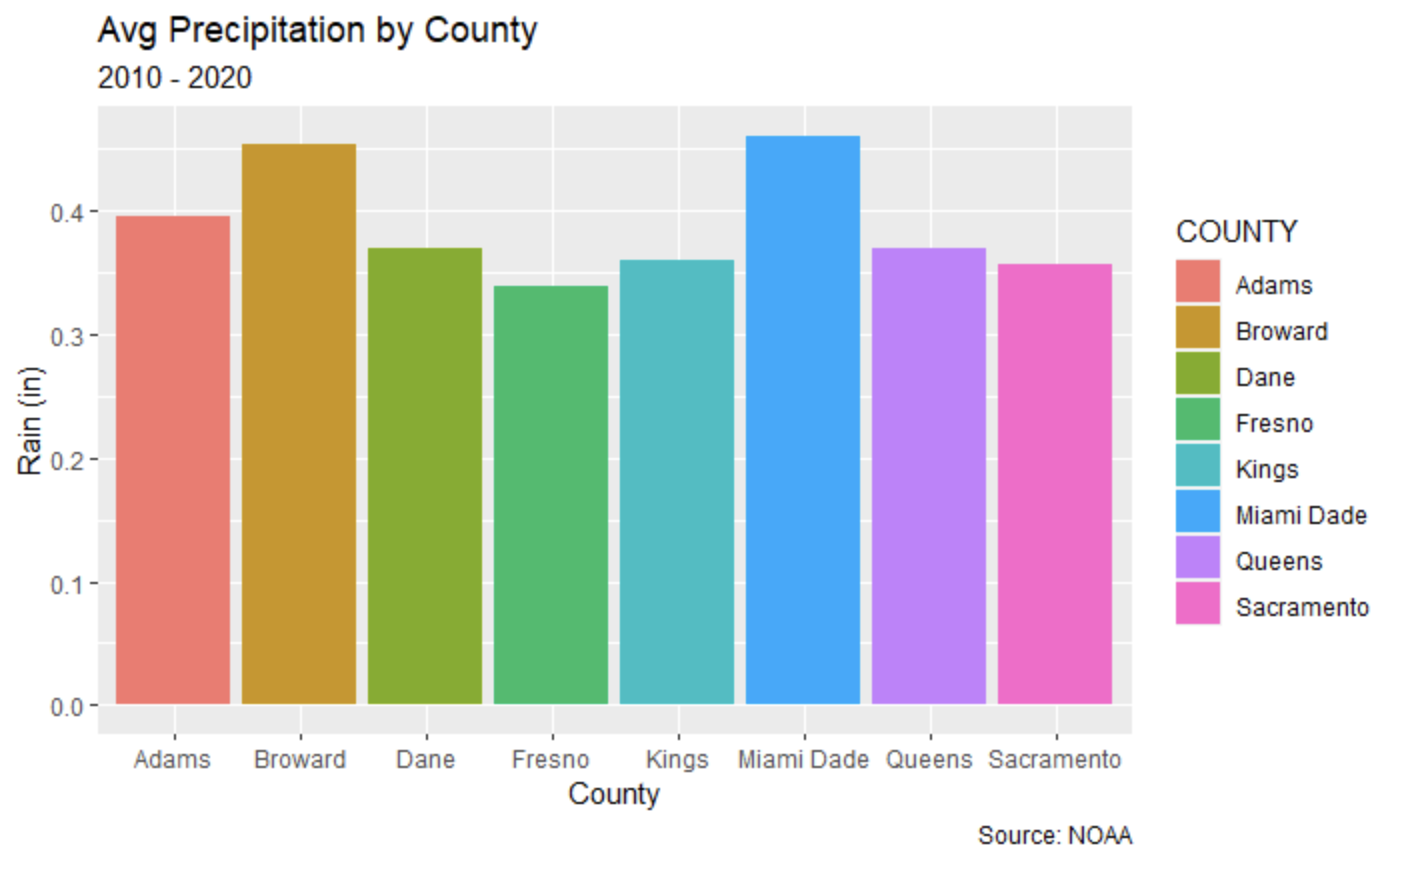 Avg Precipitation by County
2010 - 2020
Rain (in)
0.4
0.3
0.2
0.1
0.0
Adams Broward Dane Fresno Kings Miami Dade Queens Sacramento
County
COUNTY
Adams
Broward
Dane
Fresno
Kings
Miami Dade
Queens
Sacramento
Source: NOAA